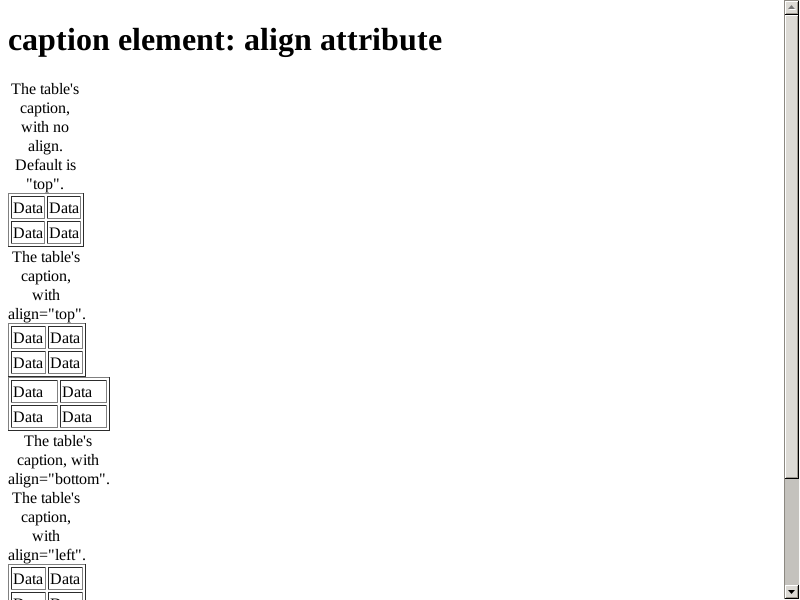 caption element: align attribute
The table's
caption,
with no
align.
Default is
"top".
Data Data
Data Data
The table's
caption,
with
align="top".
Data Data
Data Data
Data Data
Data Data
The table's
caption, with
align="bottom".
The table's
caption,
with
align="left".
Data Data